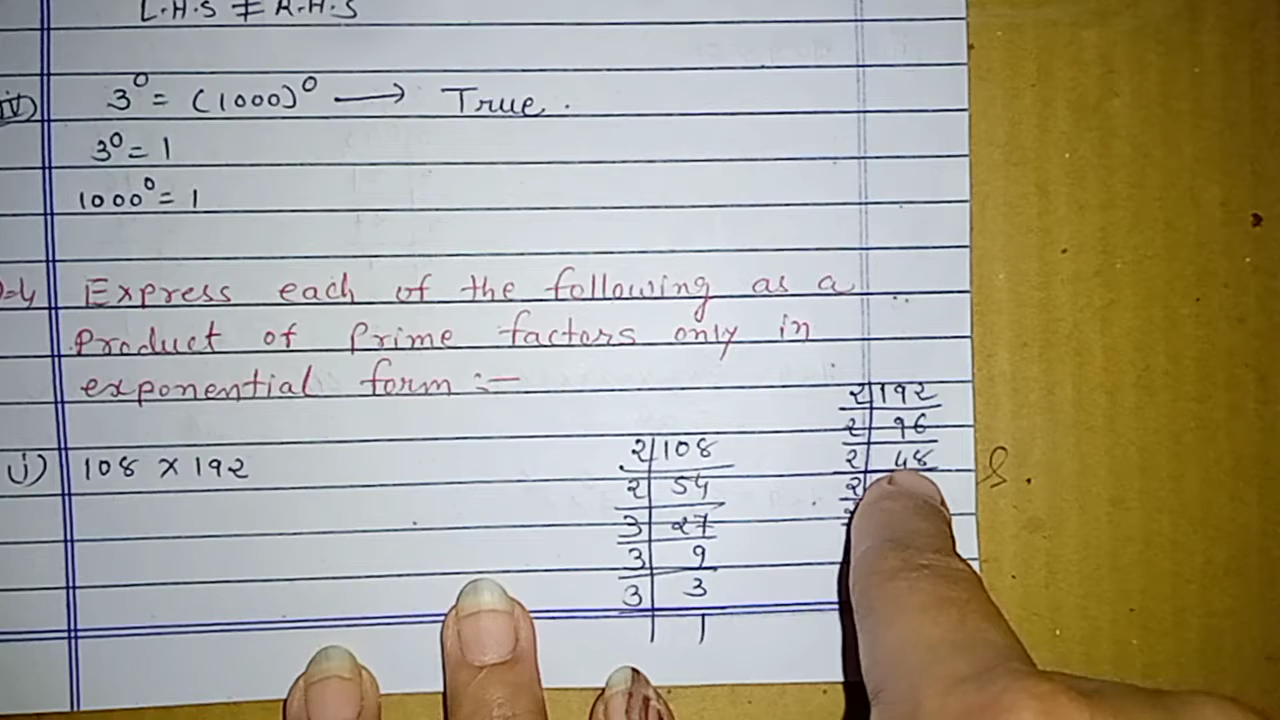 L.H.S ≠ R.H.S
iv) 3⁰ = (1000)⁰ → True.
3⁰ = 1
1000⁰ = 1
Express each of the following as a
Product of Prime factors only in
exponential form :-
i) 108 × 192
2|108
2|54
3|27
3|9
3|3
|1
2|192
2|96
2|48
2